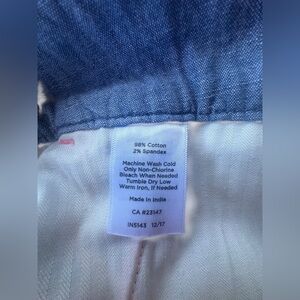 98% Cotton
2% Spandex
Machine Wash Cold
Only Non-Chlorine
Bleach When Needed
Tumble Dry Low
Warm Iron, If Needed
Made In India
CA #23147
IN5143 12/17